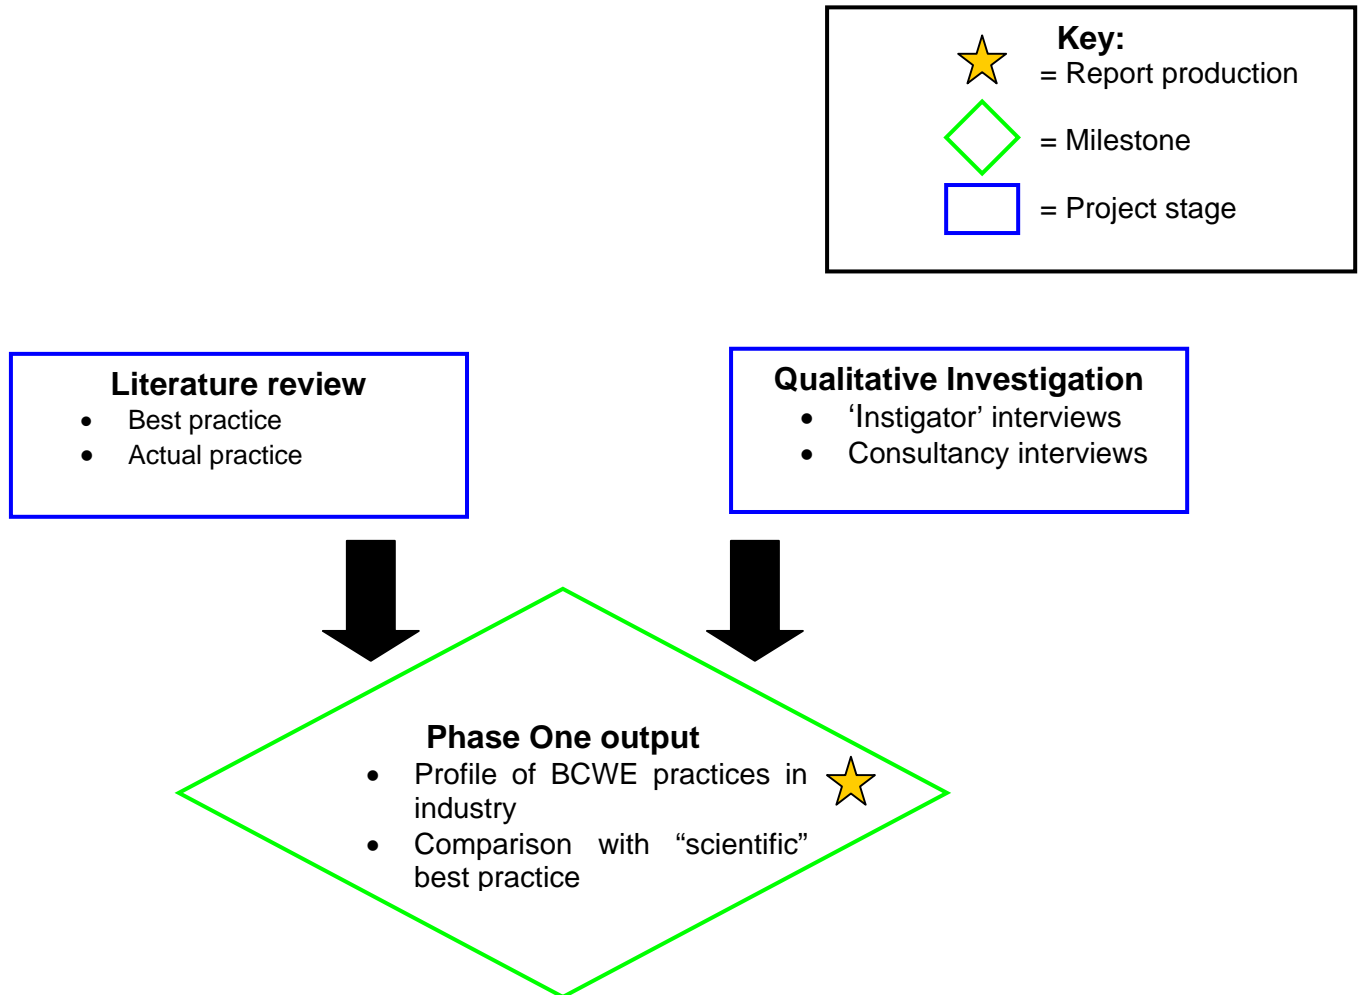 Key:
= Report production
= Milestone
= Project stage
Literature review
• Best practice
• Actual practice
Qualitative Investigation
• ‘Instigator’ interviews
• Consultancy interviews
Phase One output
• Profile of BCWE practices in
industry
• Comparison with “scientific”
best practice